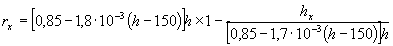 r_x = [0,85 − 1,8·10⁻³ (h − 150)]h × 1 − h_x / [0,85 − 1,7·10⁻³ (h − 150)]h